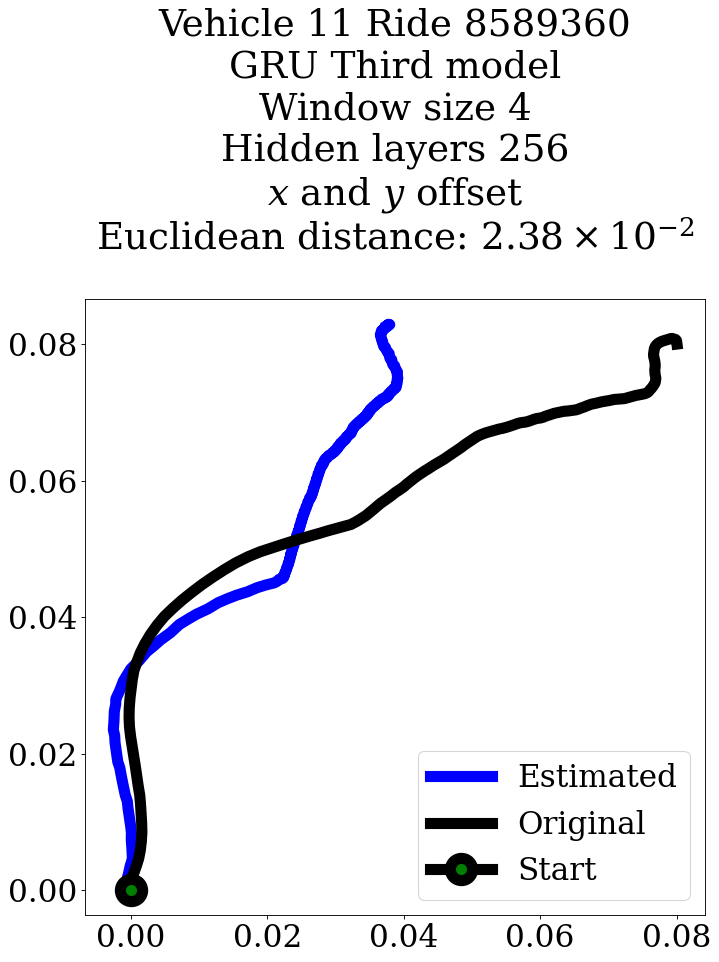 Vehicle 11 Ride 8589360
GRU Third model
Window size 4
Hidden layers 256
x and y offset
Euclidean distance: 2.38 × 10⁻²
0.08
0.06
0.04
0.02
0.00
Estimated
Original
Start
0.00 0.02 0.04 0.06 0.08